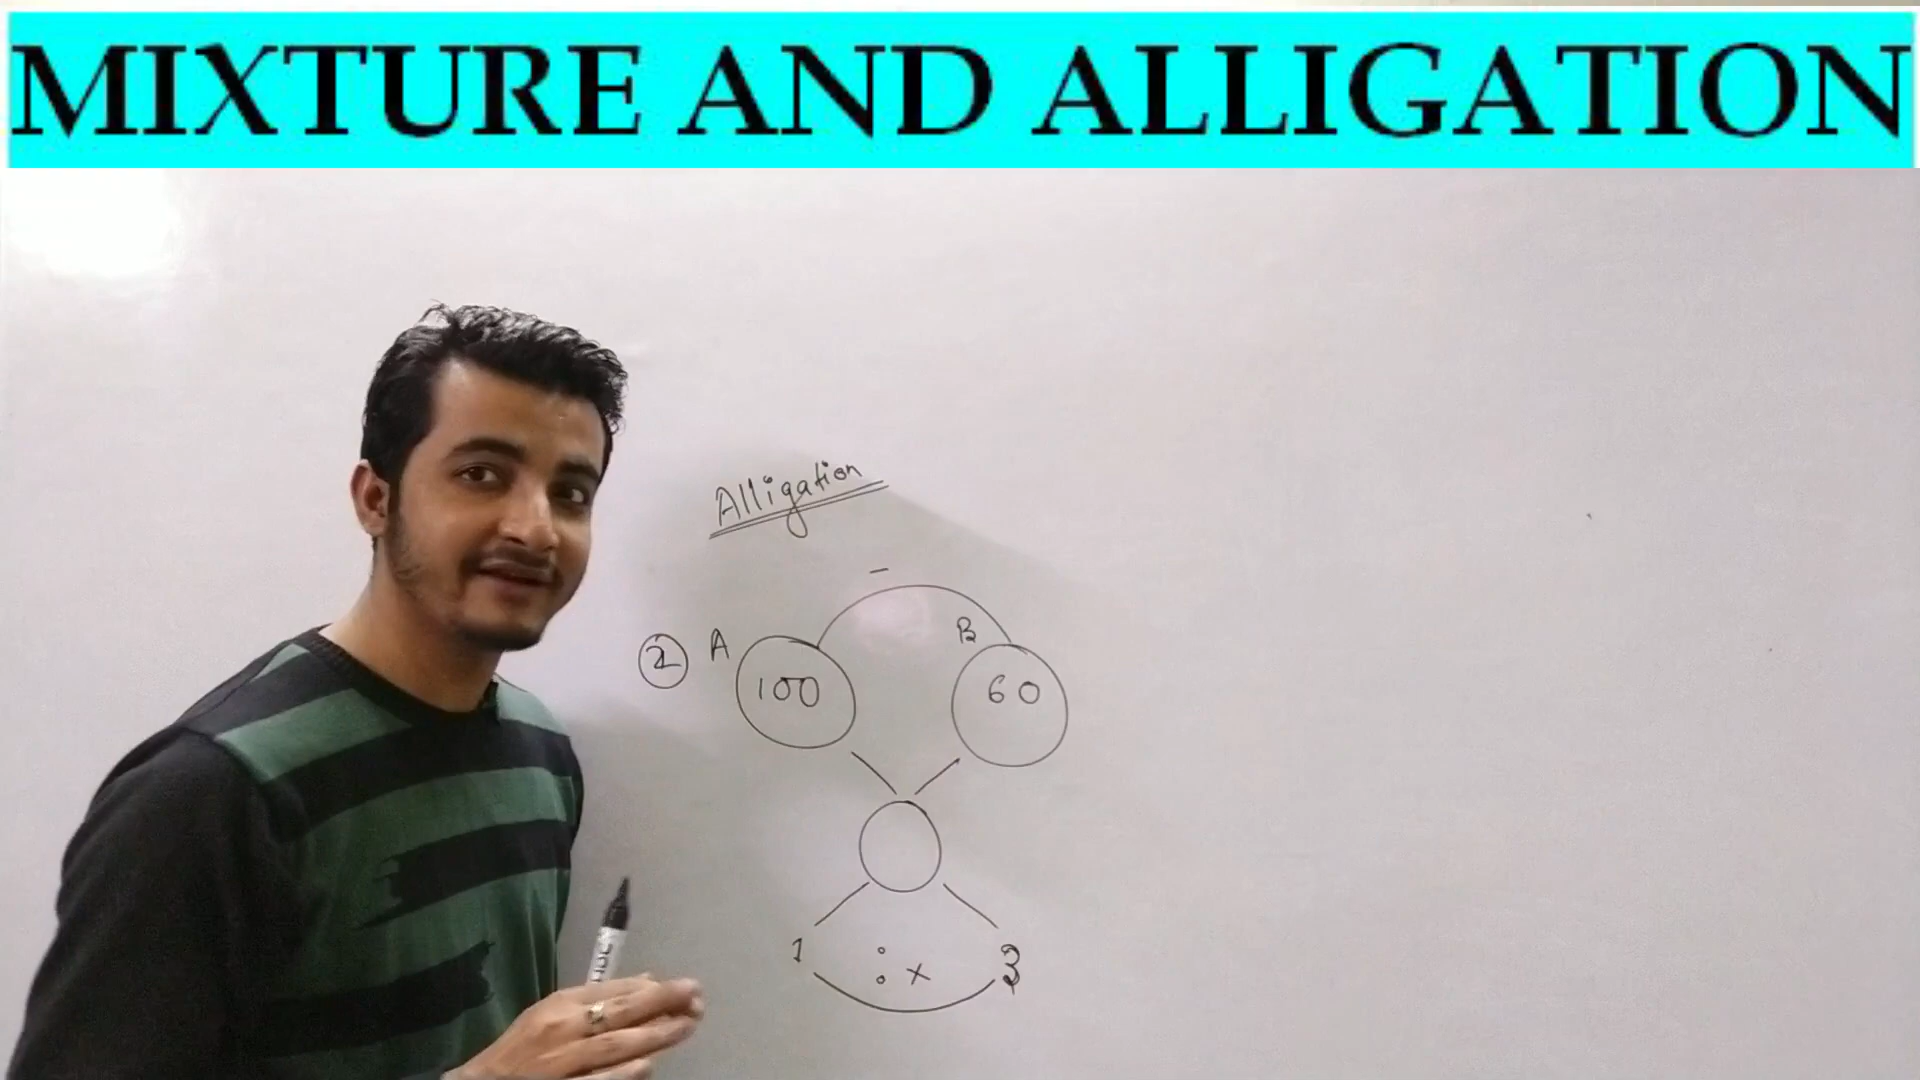 MIXTURE AND ALLIGATION
Alligation
2 A B
100 60
1 : x 3